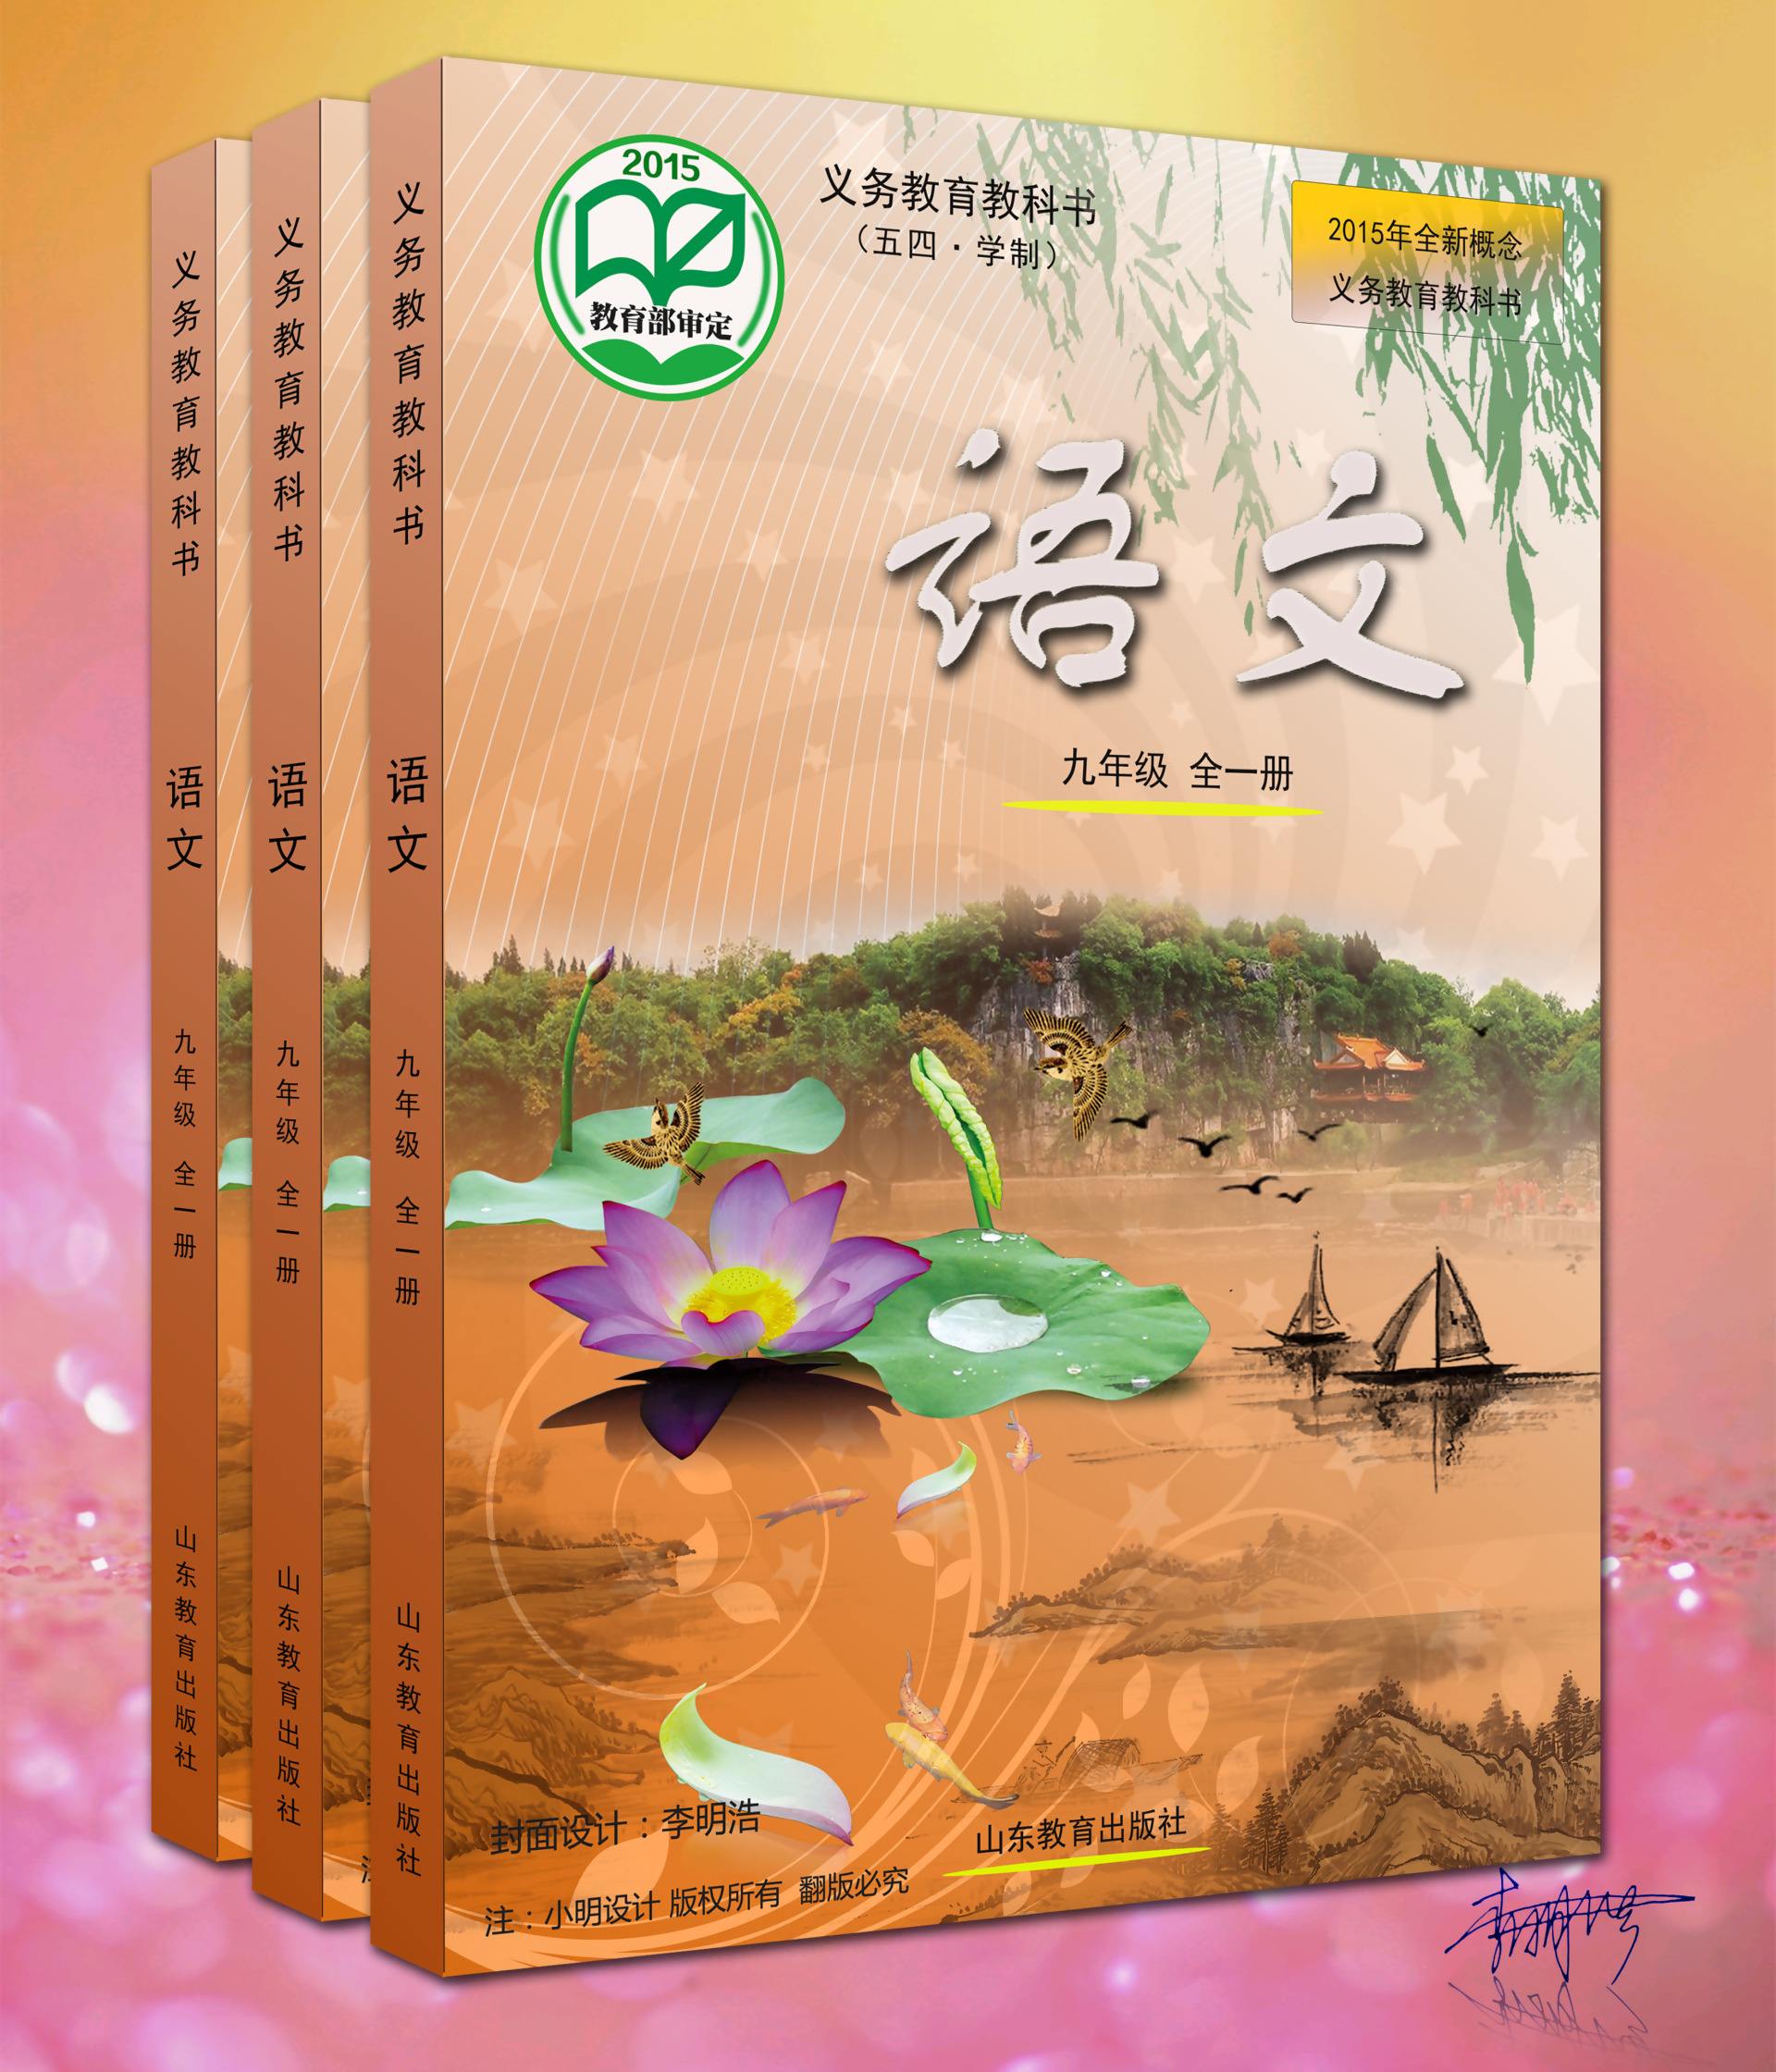 义务教育教科书
语文
九年级 全一册
山东教育出版社
义务教育教科书
语文
九年级 全一册
山东教育出版社
义务教育教科书
语文
九年级 全一册
山东教育出版社
2015
教育部审定
义务教育教科书
（五四·学制）
2015年全新概念
义务教育教科书
语文
九年级 全一册
封面设计：李明浩
山东教育出版社
注：小明设计 版权所有 翻版必究